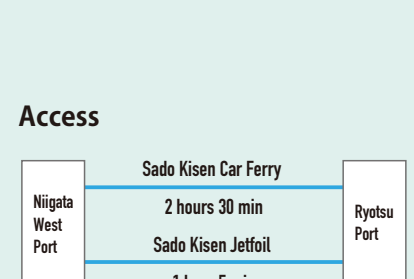 Access
Sado Kisen Car Ferry
Niigata
West
Port
2 hours 30 min
Ryotsu
Port
Sado Kisen Jetfoil